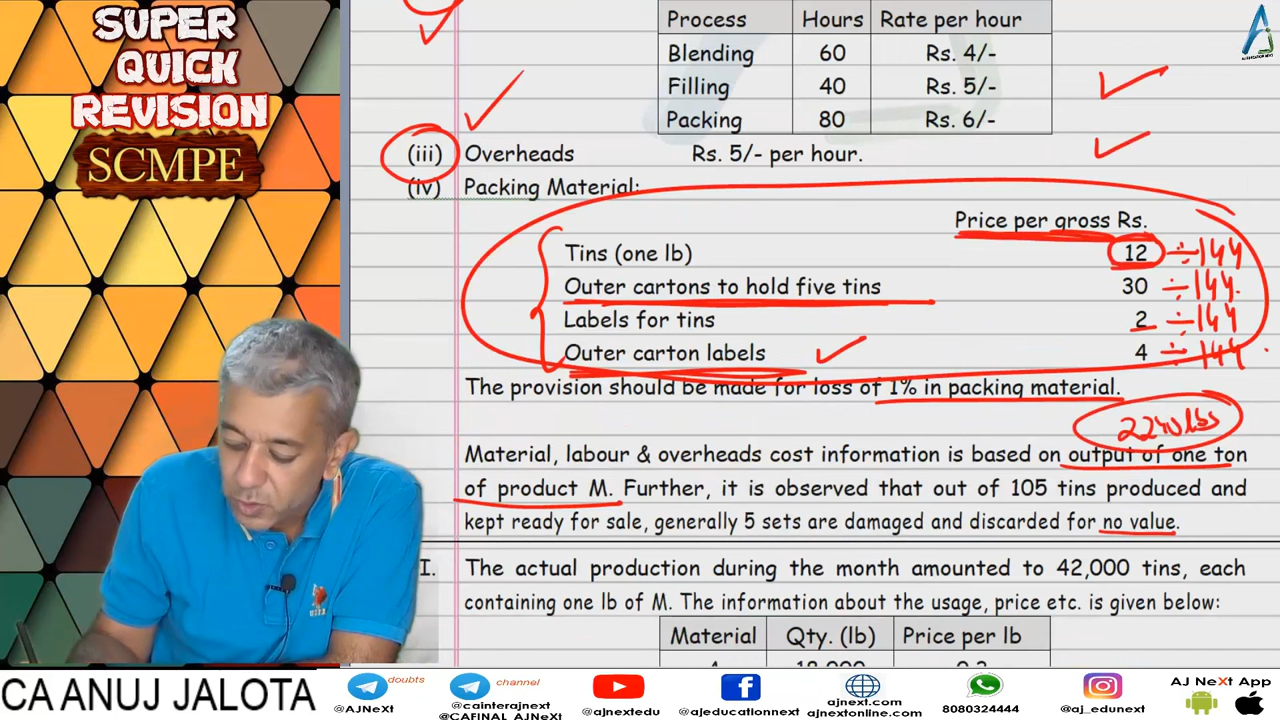 SUPER
QUICK
REVISION
SCMPE
Process Hours Rate per hour
Blending 60 Rs. 4/-
Filling 40 Rs. 5/-
Packing 80 Rs. 6/-
(iii) Overheads Rs. 5/- per hour.
(iv) Packing Material:
Price per gross Rs.
Tins (one lb) 12 ÷144
Outer cartons to hold five tins 30 ÷144.
Labels for tins 2 ÷144
Outer carton labels 4 ÷144
The provision should be made for loss of 1% in packing material.
2240 lbs
Material, labour & overheads cost information is based on output of one ton
of product M. Further, it is observed that out of 105 tins produced and
kept ready for sale, generally 5 sets are damaged and discarded for no value.
I. The actual production during the month amounted to 42,000 tins, each
containing one lb of M. The information about the usage, price etc. is given below:
Material Qty. (lb) Price per lb
CA ANUJ JALOTA
doubts
@AJNeXt
channel
@cainterajnext
@CAFINAL_AJNeXt
@ajnextedu
@ajeducationnext
ajnext.com
ajnextonline.com
8080324444
@aj_edunext
AJ NeXt App